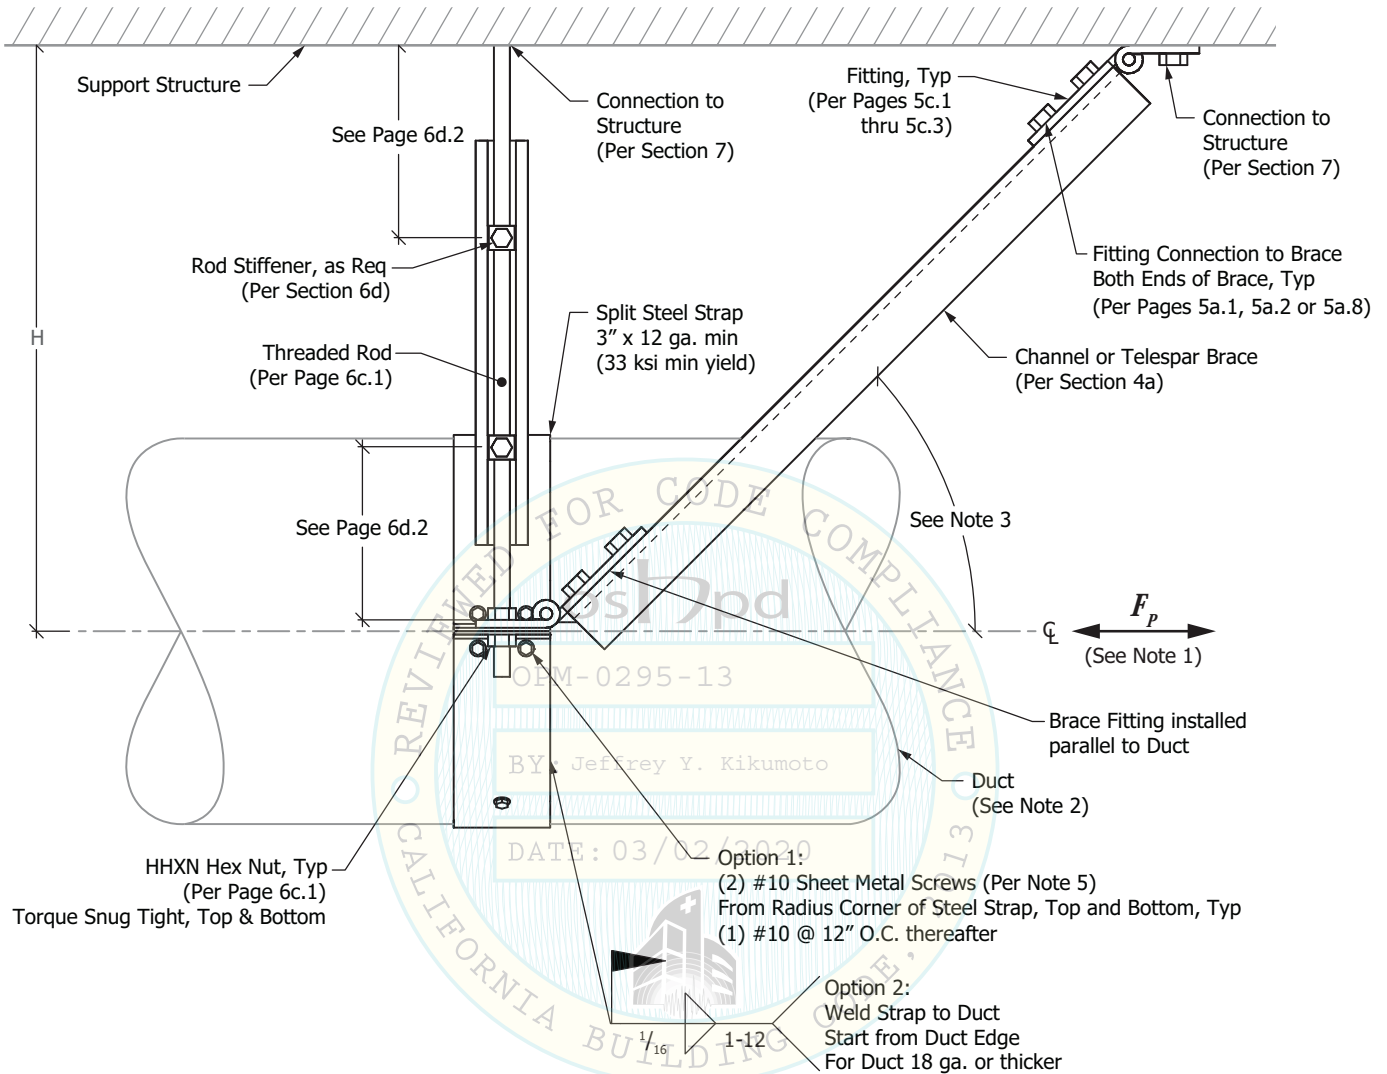 Support Structure
See Page 6d.2
Connection to
Structure
(Per Section 7)
Fitting, Typ
(Per Pages 5c.1
thru 5c.3)
Connection to
Structure
(Per Section 7)
Rod Stiffener, as Req
(Per Section 6d)
Fitting Connection to Brace
Both Ends of Brace, Typ
(Per Pages 5a.1, 5a.2 or 5a.8)
H
Split Steel Strap
3” x 12 ga. min
(33 ksi min yield)
Threaded Rod
(Per Page 6c.1)
Channel or Telespar Brace
(Per Section 4a)
See Page 6d.2
See Note 3
REVIEWED FOR CODE COMPLIANCE
oshpd
℄
Fp
(See Note 1)
OPM-0295-13
Brace Fitting installed
parallel to Duct
BY: Jeffrey Y. Kikumoto
Duct
(See Note 2)
DATE: 03/02/2020
HHXN Hex Nut, Typ
(Per Page 6c.1)
Torque Snug Tight, Top & Bottom
Option 1:
(2) #10 Sheet Metal Screws (Per Note 5)
From Radius Corner of Steel Strap, Top and Bottom, Typ
(1) #10 @ 12” O.C. thereafter
Option 2:
Weld Strap to Duct
Start from Duct Edge
For Duct 18 ga. or thicker
1/16
1-12
CALIFORNIA BUILDING CODE, 2013